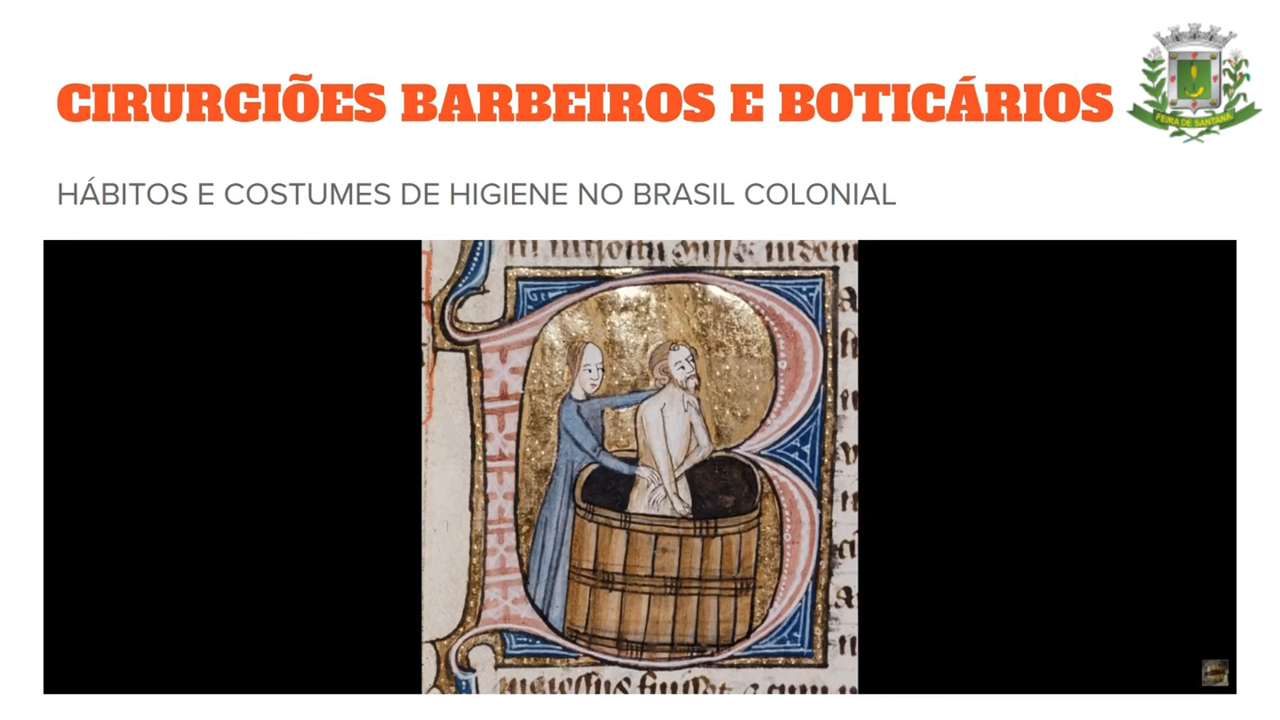 CIRURGIÕES BARBEIROS E BOTICÁRIOS
FEIRA DE SANTANA
HÁBITOS E COSTUMES DE HIGIENE NO BRASIL COLONIAL
B